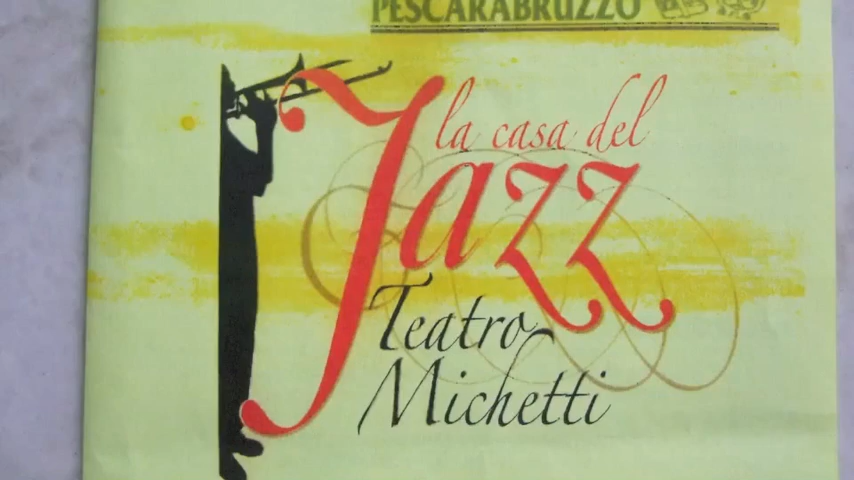 PESCARABRUZZO
la casa del
Jazz
Teatro
Michetti